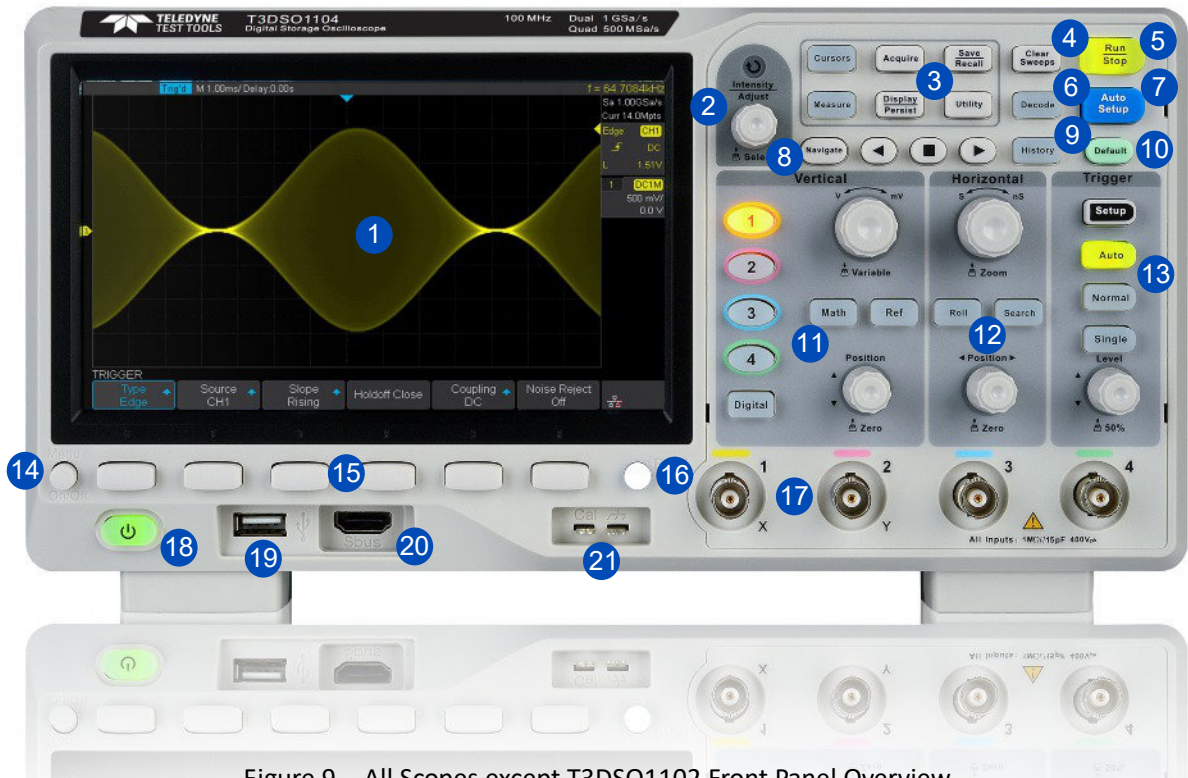 TELEDYNE
TEST TOOLS
T3DSO1104
Digital Storage Oscilloscope
100 MHz
Dual 1 GSa/s
Quad 500 MSa/s
Trig'd M 1.00ms/ Delay:0.00s
f = 64.7084kHz
Sa 1.00GSa/s
Curr 14.0Mpts
Edge CH1
DC
L 1.51V
1 DC1M
500 mV/
0.0 V
1
TRIGGER
Type
Edge
Source
CH1
Slope
Rising
Holdoff Close
Coupling
DC
Noise Reject
Off
2
Intensity
Adjust
Select
Cursors
Acquire
Save
Recall
3
Measure
Display
Persist
Utility
4
Clear
Sweeps
5
Run
Stop
6
Decode
7
Auto
Setup
8
Navigate
9
History
10
Default
Vertical
V mV
Variable
1
2
3
4
Math
Ref
11
Position
Zero
Digital
Horizontal
S nS
Zoom
Roll
Search
12
Position
Zero
Trigger
Setup
Auto
13
Normal
Single
Level
50%
14
Menu
On/Off
15
16
17
1
X
2
Y
3
4
All Inputs: 1MΩ/15pF 400Vpk
18
19
20
Sbus
21
Cal
Figure 9 – All Scopes except T3DSO1102 Front Panel Overview